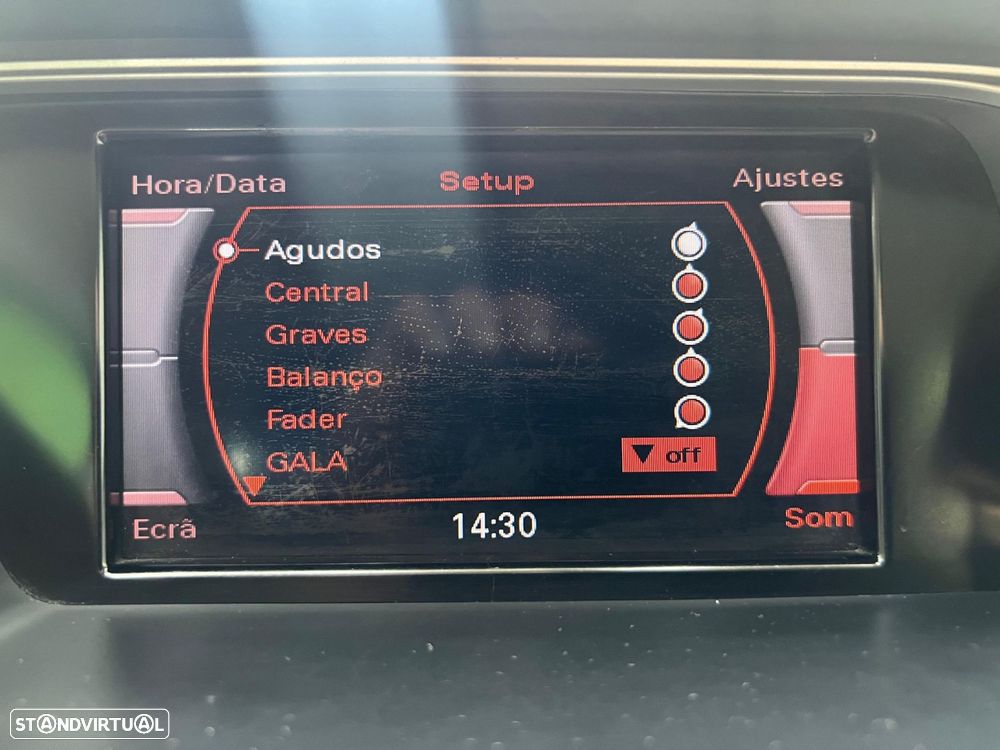 Hora/Data Setup Ajustes
Agudos
Central
Graves
Balanço
Fader
GALA off
Ecrã 14:30 Som
STANDVIRTUAL